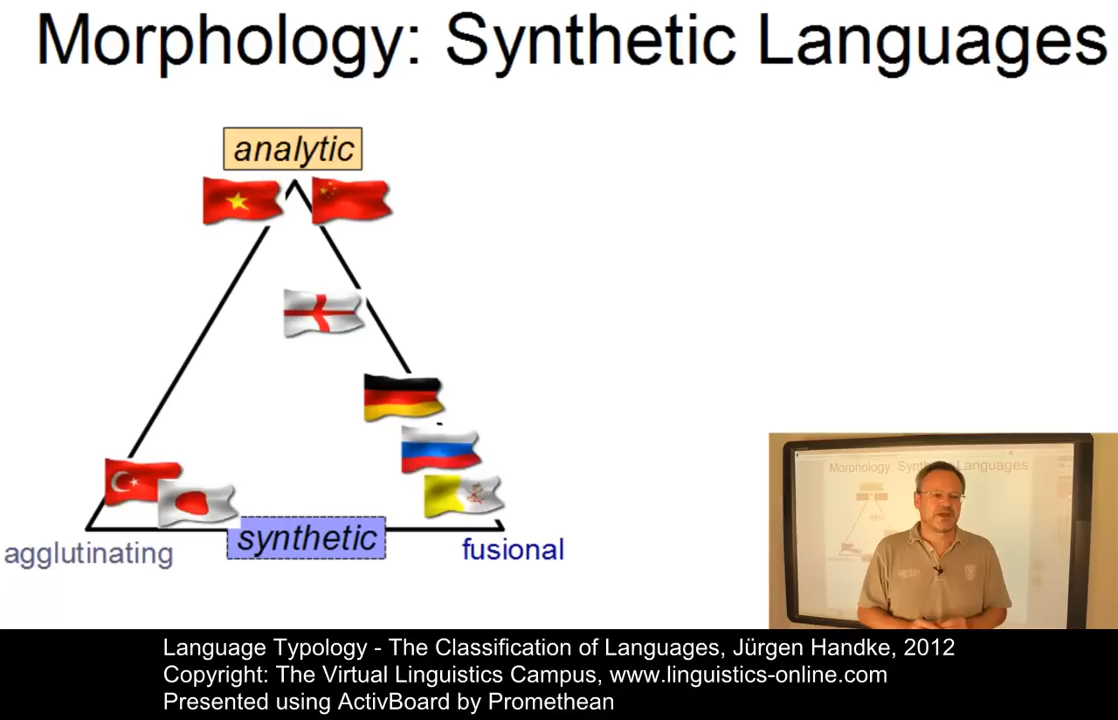 Morphology: Synthetic Languages
analytic
synthetic
agglutinating
fusional
Morphology: Synthetic Languages
Language Typology - The Classification of Languages, Jürgen Handke, 2012
Copyright: The Virtual Linguistics Campus, www.linguistics-online.com
Presented using ActivBoard by Promethean